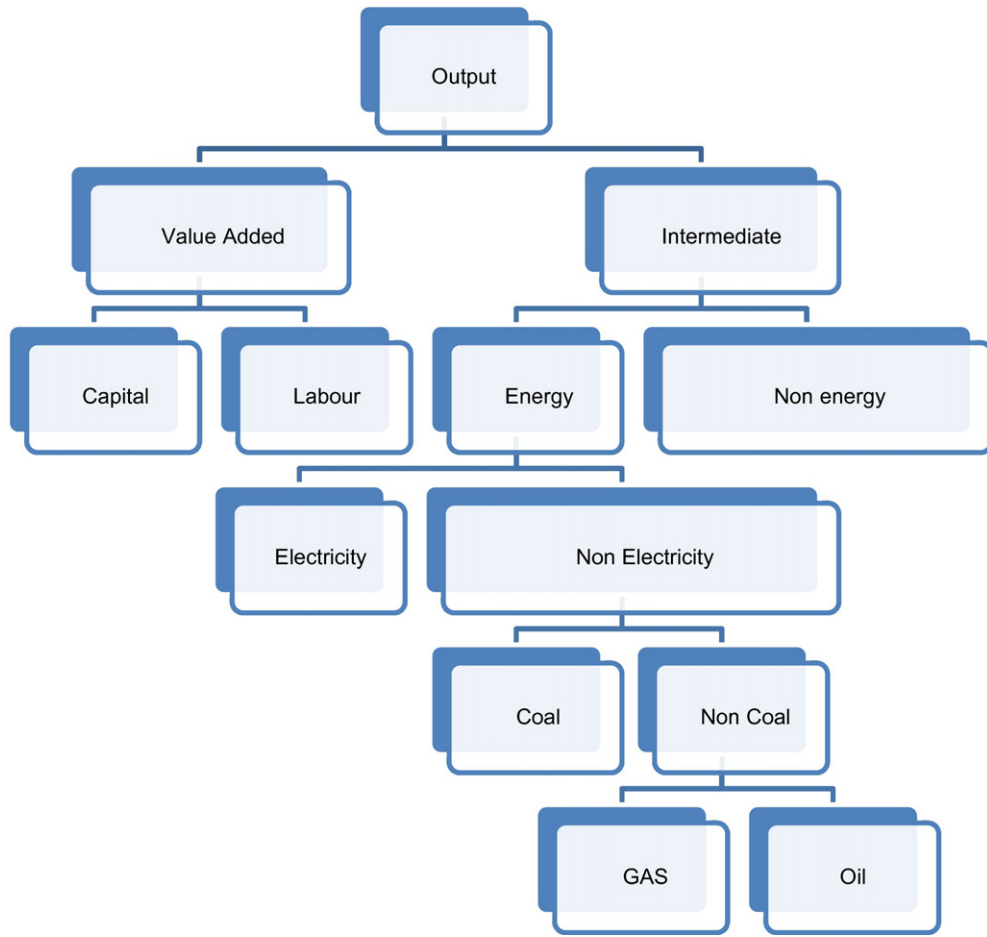 Output
Value Added
Intermediate
Capital
Labour
Energy
Non energy
Electricity
Non Electricity
Coal
Non Coal
GAS
Oil